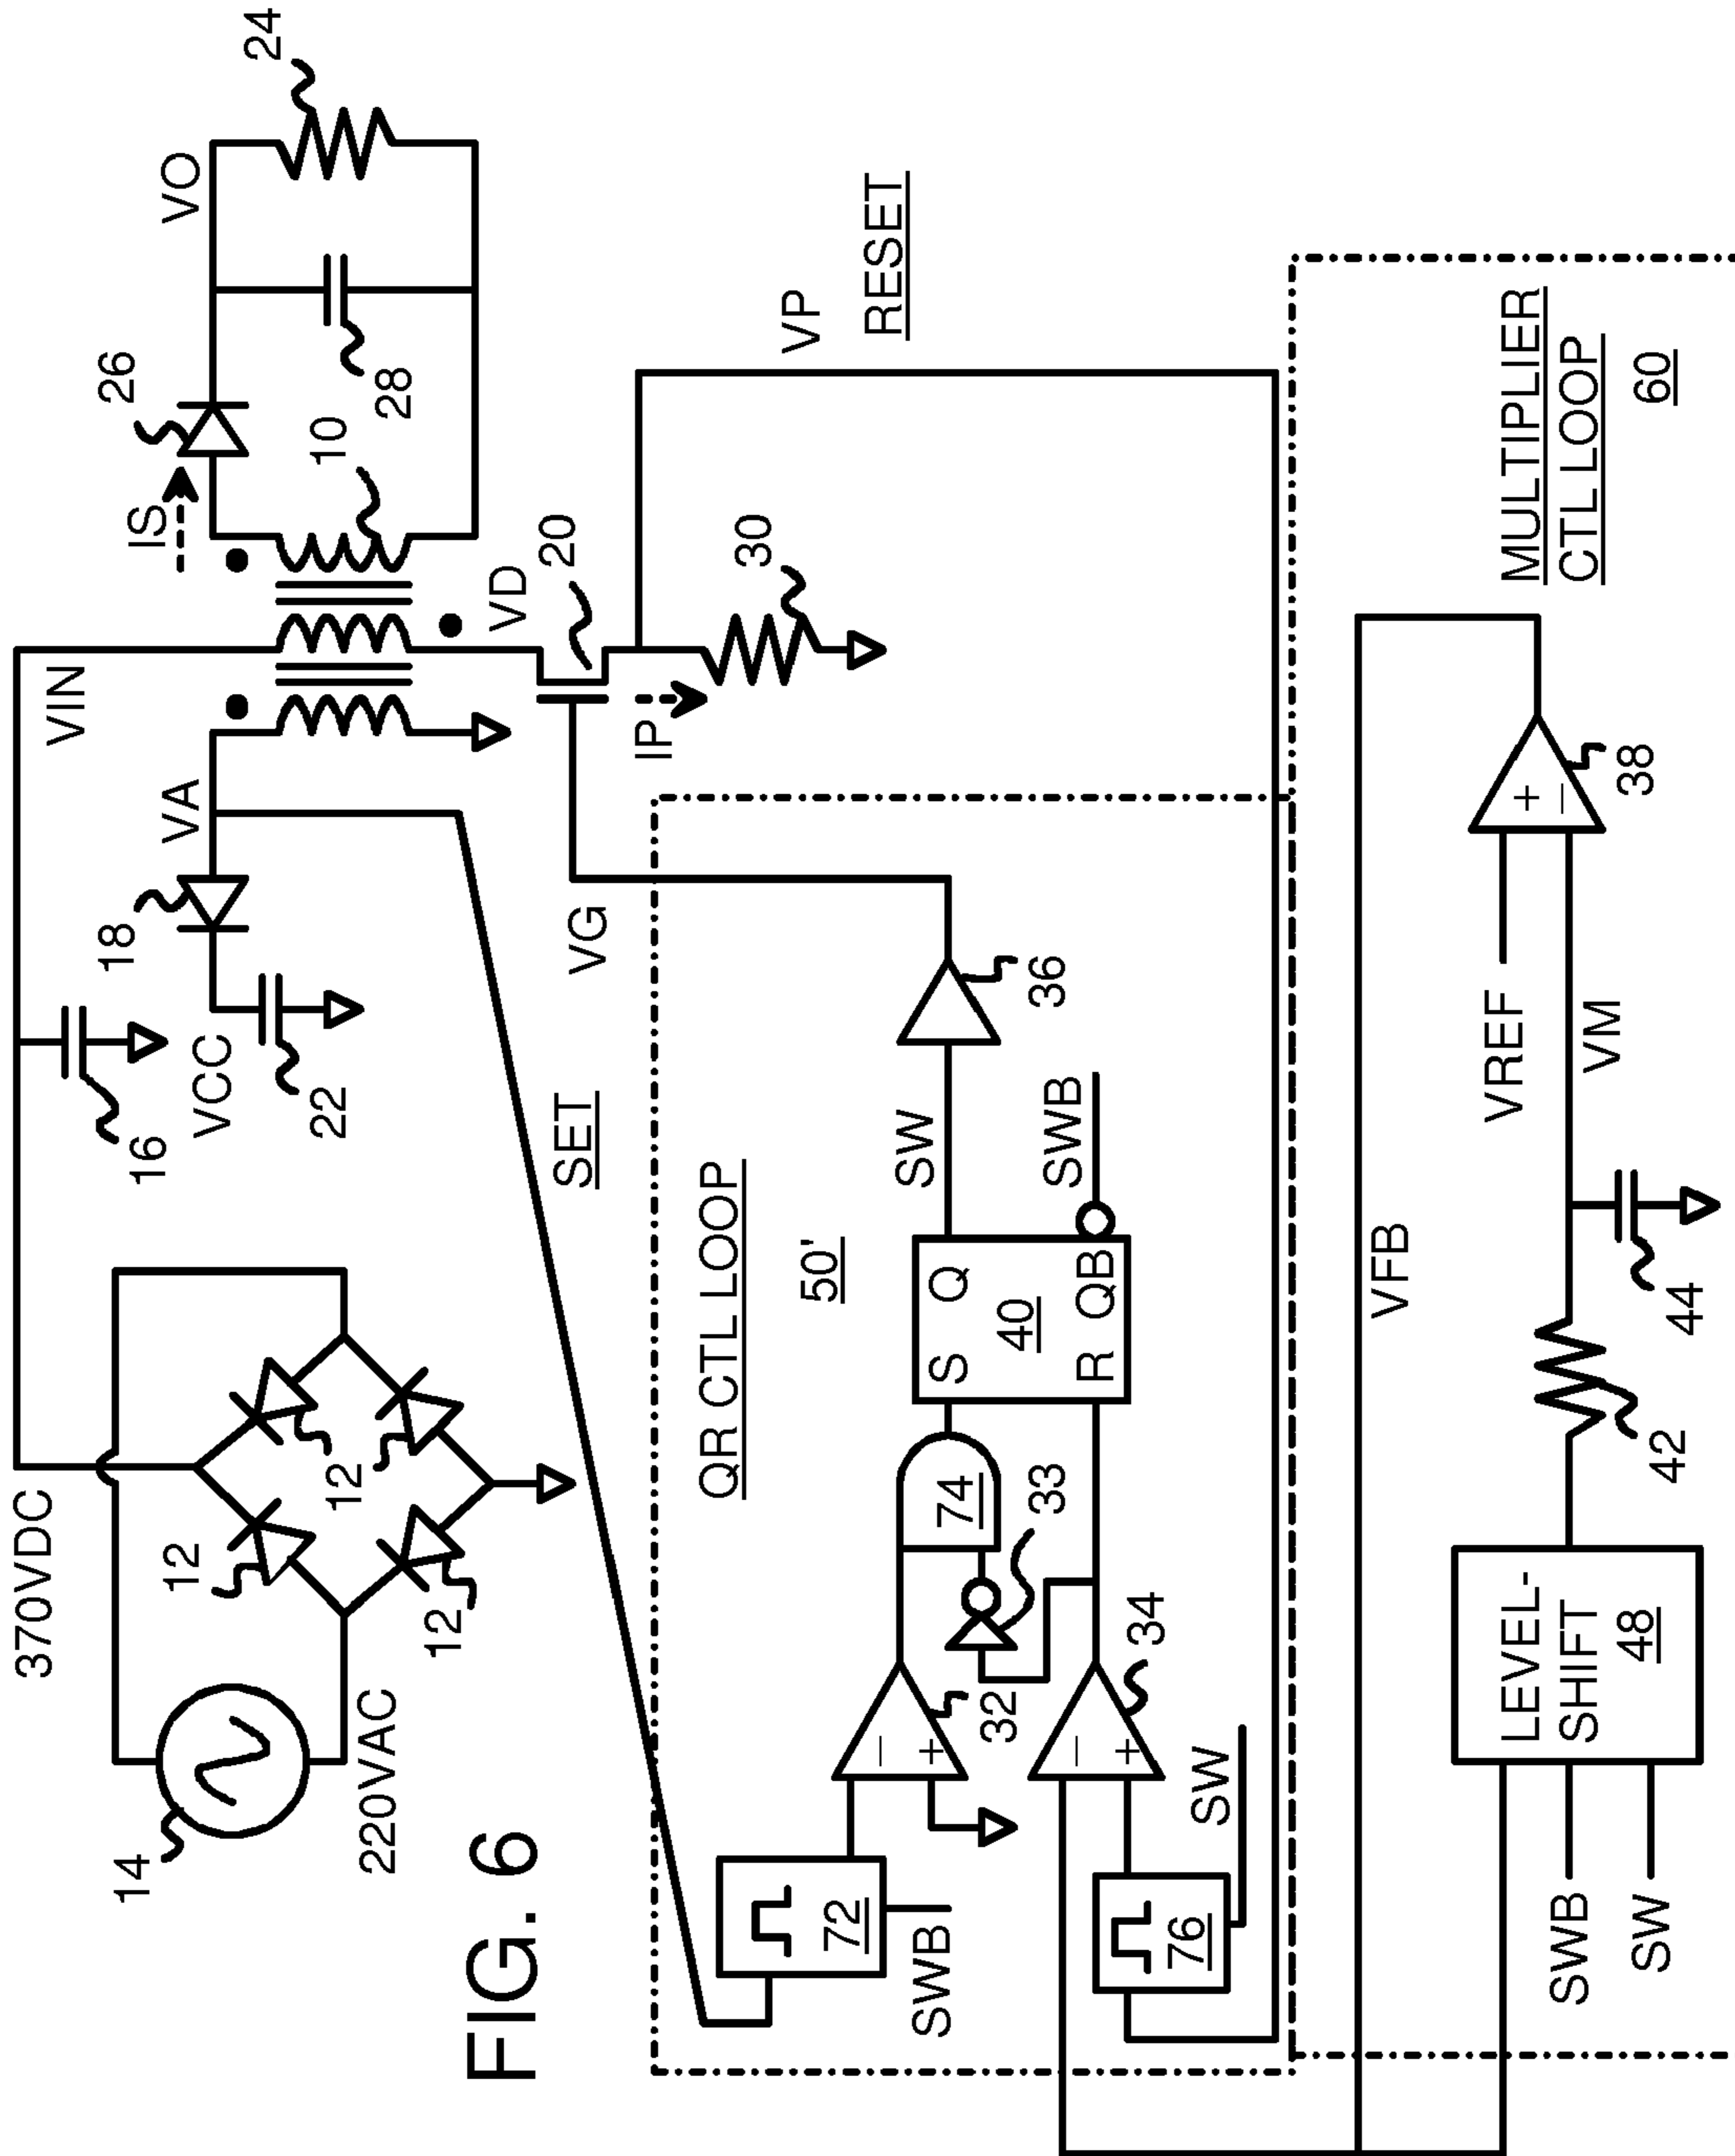 FIG. 6
14
220VAC
370VDC
12
12
12
12
16
VCC
22
18
VA
VIN
IS
26
VO
24
28
10
VD
20
IP
30
VG
SET
VP
RESET
QR CTL LOOP
50'
72
SWB
−
+
32
74
33
−
+
34
76
SW
S Q
40
R QB
SW
SWB
36
MULTIPLIER
CTL LOOP
60
VFB
LEVEL-
SHIFT
48
SWB
SW
42
44
VREF
VM
+
−
38